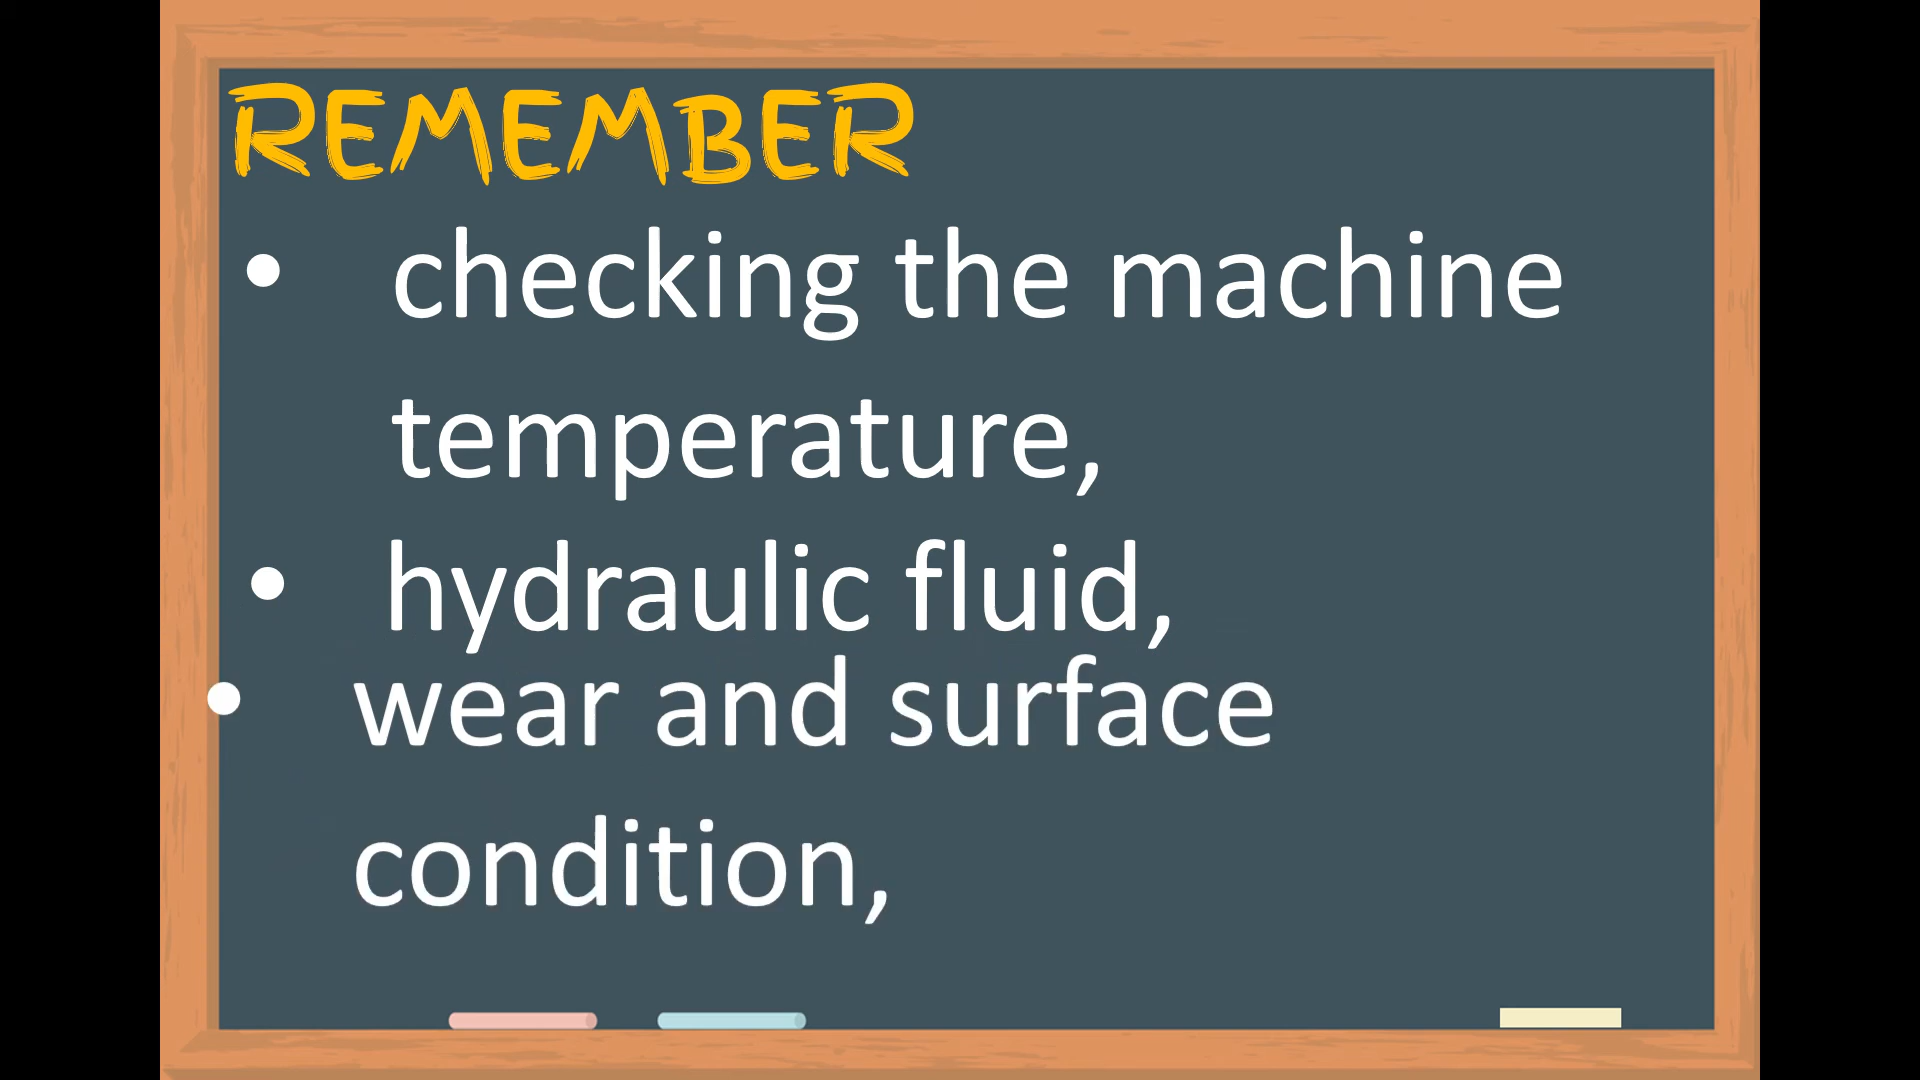 REMEMBER
• checking the machine
temperature,
• hydraulic fluid,
• wear and surface
condition,